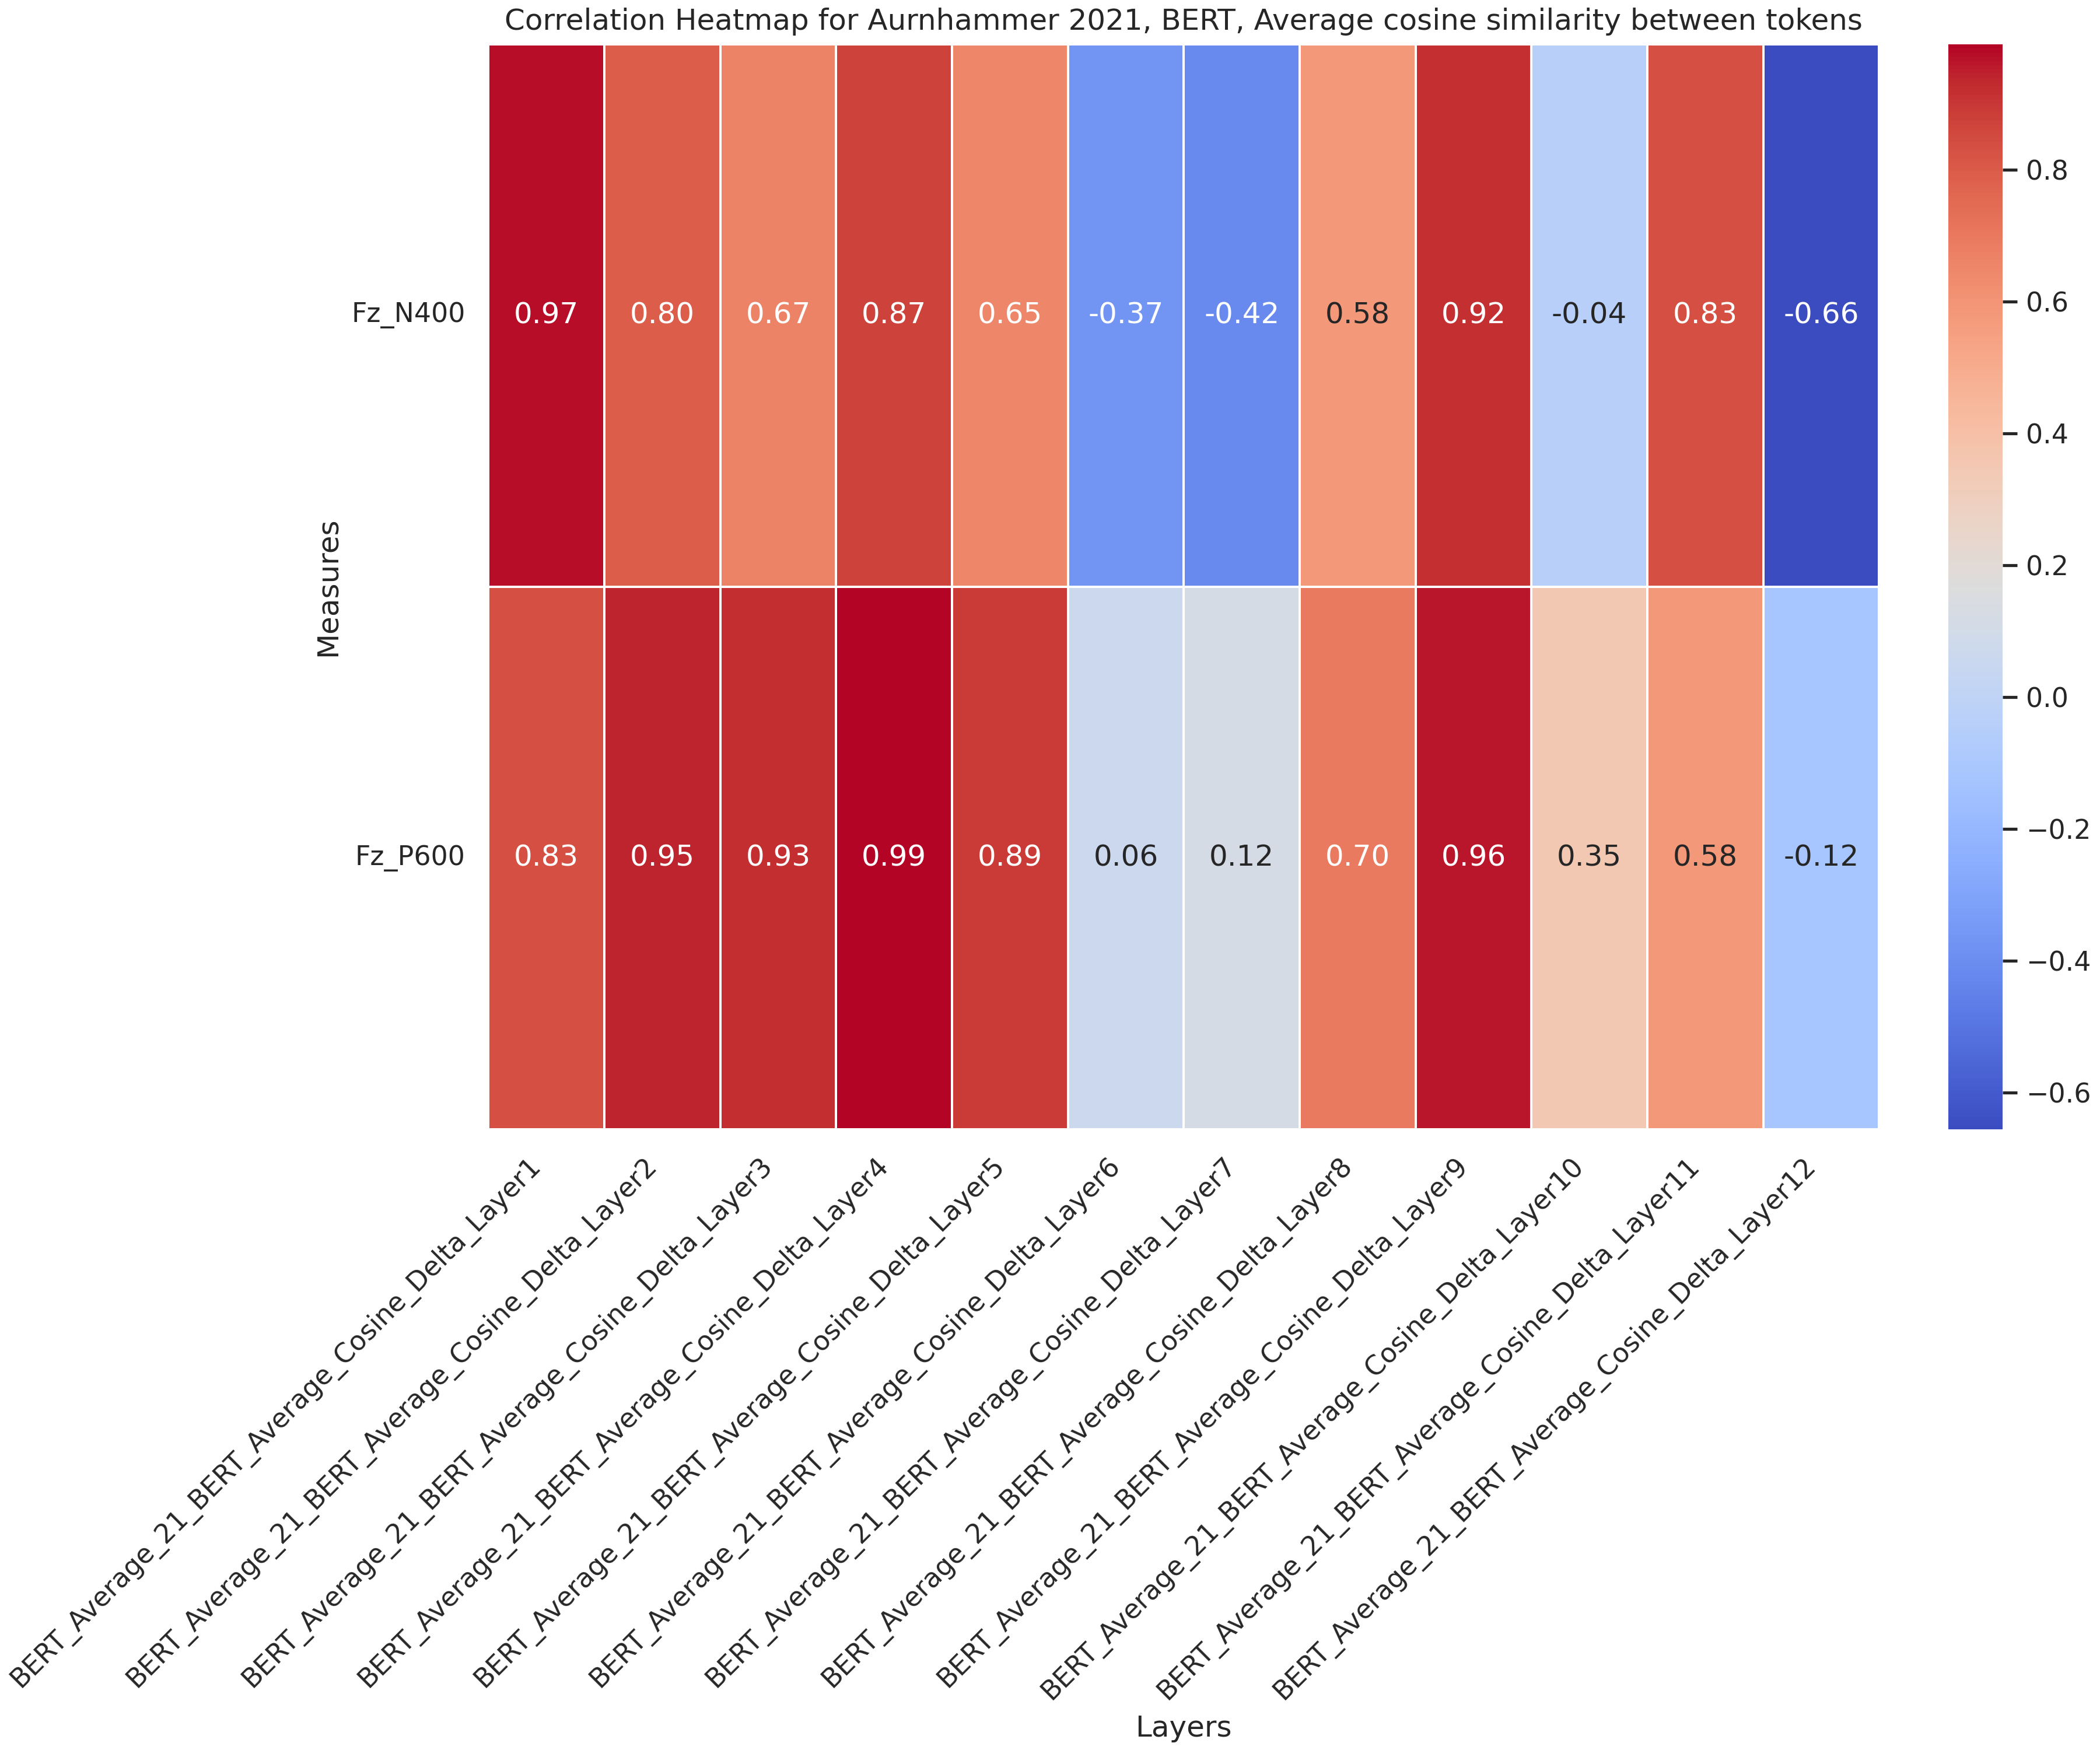 Correlation Heatmap for Aurnhammer 2021, BERT, Average cosine similarity between tokens
Measures
Fz_N400
0.97 0.80 0.67 0.87 0.65 -0.37 -0.42 0.58 0.92 -0.04 0.83 -0.66
Fz_P600
0.83 0.95 0.93 0.99 0.89 0.06 0.12 0.70 0.96 0.35 0.58 -0.12
0.8
0.6
0.4
0.2
0.0
−0.2
−0.4
−0.6
BERT_Average_21_BERT_Average_Cosine_Delta_Layer1
BERT_Average_21_BERT_Average_Cosine_Delta_Layer2
BERT_Average_21_BERT_Average_Cosine_Delta_Layer3
BERT_Average_21_BERT_Average_Cosine_Delta_Layer4
BERT_Average_21_BERT_Average_Cosine_Delta_Layer5
BERT_Average_21_BERT_Average_Cosine_Delta_Layer6
BERT_Average_21_BERT_Average_Cosine_Delta_Layer7
BERT_Average_21_BERT_Average_Cosine_Delta_Layer8
BERT_Average_21_BERT_Average_Cosine_Delta_Layer9
BERT_Average_21_BERT_Average_Cosine_Delta_Layer10
BERT_Average_21_BERT_Average_Cosine_Delta_Layer11
BERT_Average_21_BERT_Average_Cosine_Delta_Layer12
Layers